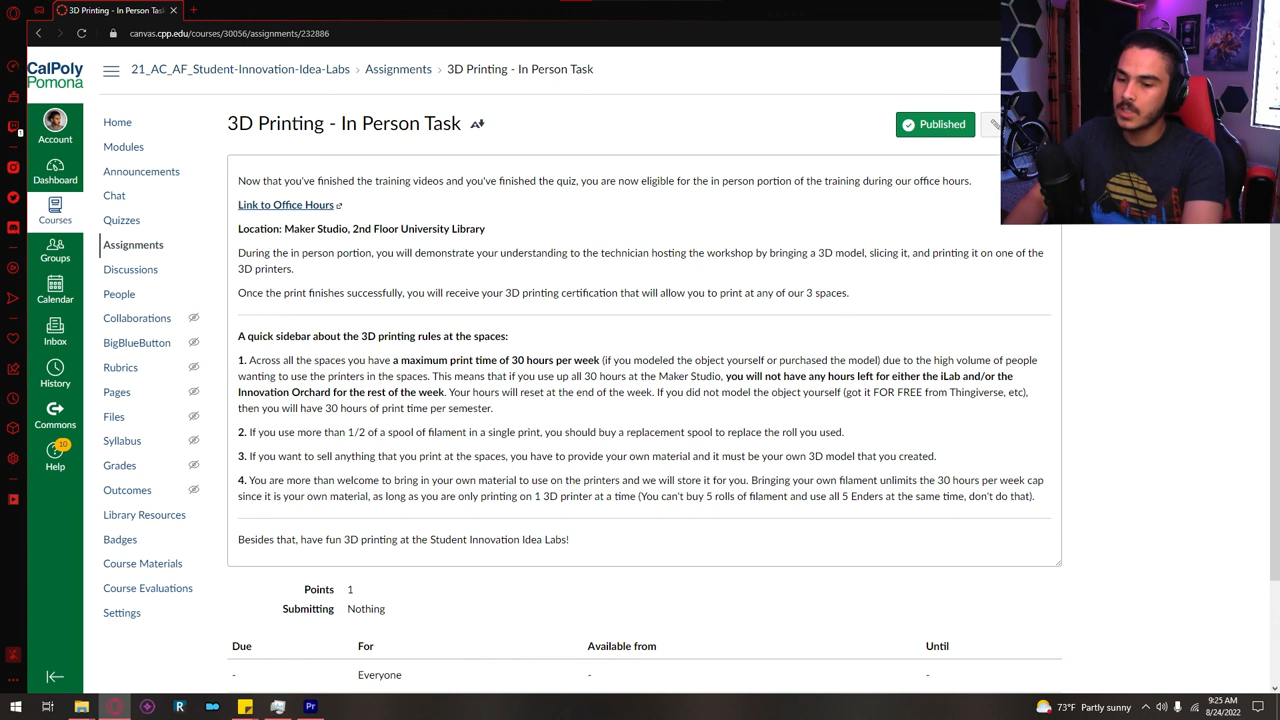 3D Printing - In Person Tas
canvas.cpp.edu/courses/30056/assignments/232886
CalPoly
Pomona
21_AC_AF_Student-Innovation-Idea-Labs > Assignments > 3D Printing - In Person Task
Account
Dashboard
Courses
Groups
Calendar
Inbox
History
Commons
10
Help
Home
Modules
Announcements
Chat
Quizzes
Assignments
Discussions
People
Collaborations
BigBlueButton
Rubrics
Pages
Files
Syllabus
Grades
Outcomes
Library Resources
Badges
Course Materials
Course Evaluations
Settings
3D Printing - In Person Task
Published
Now that you've finished the training videos and you've finished the quiz, you are now eligible for the in person portion of the training during our office hours.
Link to Office Hours
Location: Maker Studio, 2nd Floor University Library
During the in person portion, you will demonstrate your understanding to the technician hosting the workshop by bringing a 3D model, slicing it, and printing it on one of the
3D printers.
Once the print finishes successfully, you will receive your 3D printing certification that will allow you to print at any of our 3 spaces.
A quick sidebar about the 3D printing rules at the spaces:
1. Across all the spaces you have a maximum print time of 30 hours per week (if you modeled the object yourself or purchased the model) due to the high volume of people
wanting to use the printers in the spaces. This means that if you use up all 30 hours at the Maker Studio, you will not have any hours left for either the iLab and/or the
Innovation Orchard for the rest of the week. Your hours will reset at the end of the week. If you did not model the object yourself (got it FOR FREE from Thingiverse, etc),
then you will have 30 hours of print time per semester.
2. If you use more than 1/2 of a spool of filament in a single print, you should buy a replacement spool to replace the roll you used.
3. If you want to sell anything that you print at the spaces, you have to provide your own material and it must be your own 3D model that you created.
4. You are more than welcome to bring in your own material to use on the printers and we will store it for you. Bringing your own filament unlimits the 30 hours per week cap
since it is your own material, as long as you are only printing on 1 3D printer at a time (You can't buy 5 rolls of filament and use all 5 Enders at the same time, don't do that).
Besides that, have fun 3D printing at the Student Innovation Idea Labs!
Points 1
Submitting Nothing
Due For Available from Until
- Everyone - -
73°F Partly sunny
9:25 AM
8/24/2022